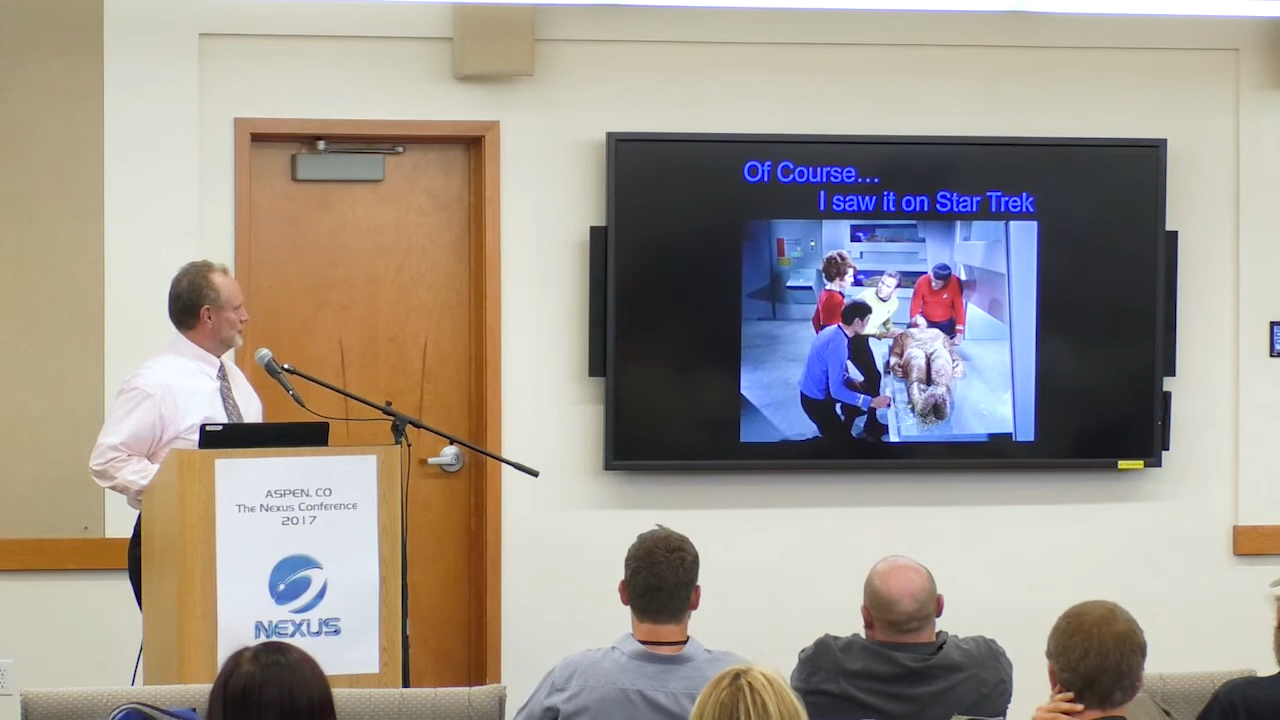 Of Course...
I saw it on Star Trek
ASPEN, CO
The Nexus Conference
2017
NEXUS